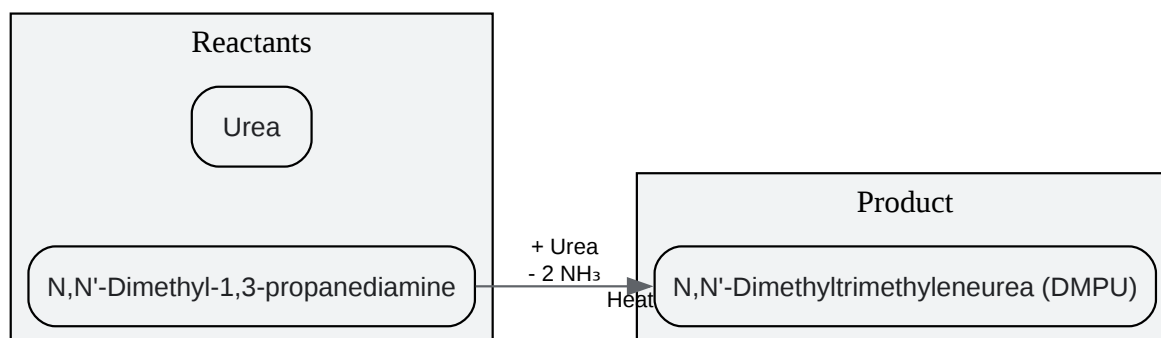 Reactants
Urea
N,N'-Dimethyl-1,3-propanediamine
+ Urea
- 2 NH₃
Heat
Product
N,N'-Dimethyltrimethyleneurea (DMPU)